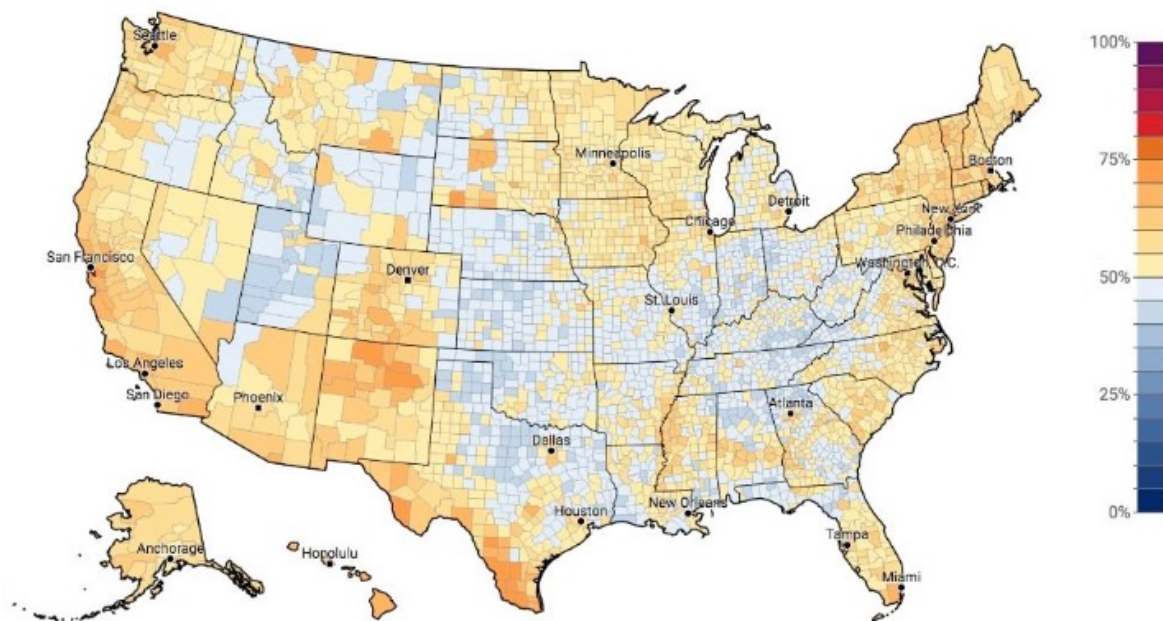 Seattle
Minneapolis
Boston
Detroit
Chicago
New York
Philadelphia
Washington, D.C.
San Francisco
Denver
St. Louis
Los Angeles
San Diego
Phoenix
Atlanta
Dallas
Houston
New Orleans
Tampa
Miami
Anchorage
Honolulu
100%
75%
50%
25%
0%